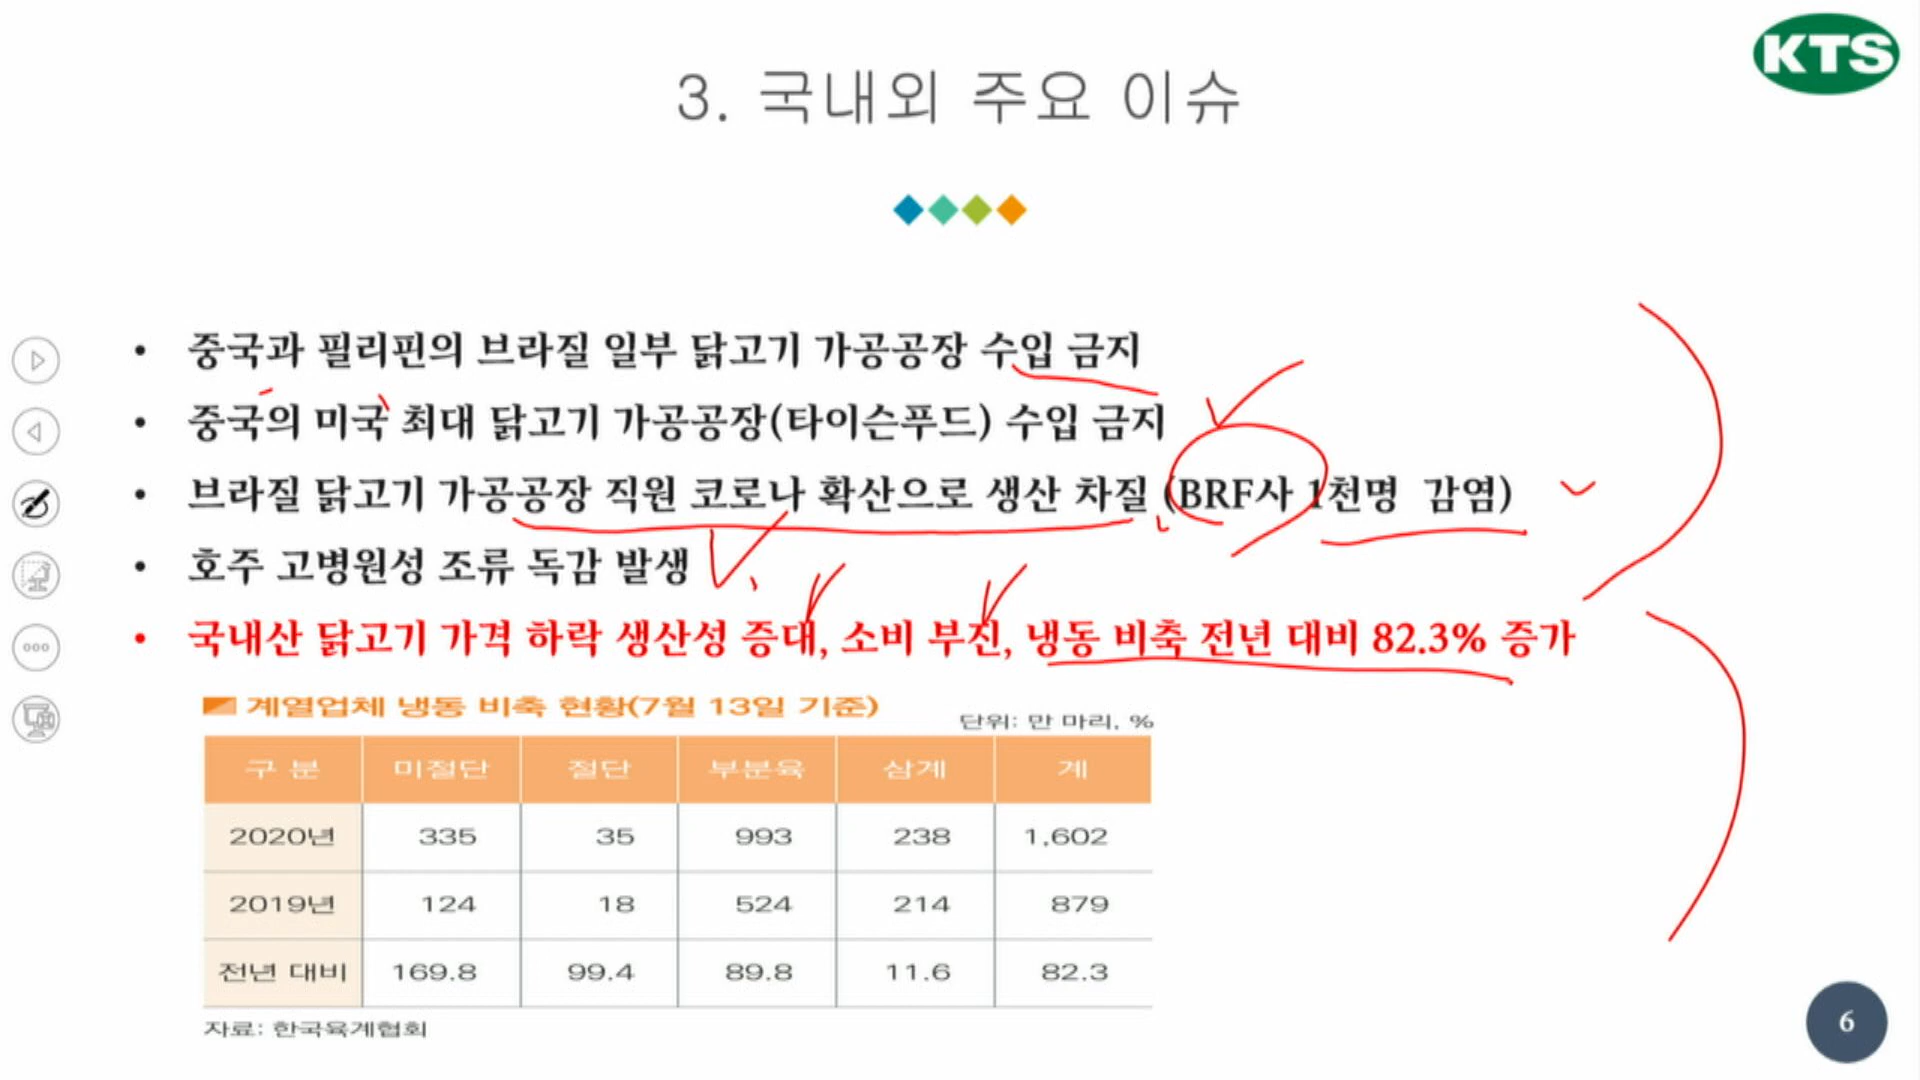 KTS
3. 국내외 주요 이슈
• 중국과 필리핀의 브라질 일부 닭고기 가공공장 수입 금지
• 중국의 미국 최대 닭고기 가공공장(타이슨푸드) 수입 금지
• 브라질 닭고기 가공공장 직원 코로나 확산으로 생산 차질 (BRF사 1천명 감염)
• 호주 고병원성 조류 독감 발생
• 국내산 닭고기 가격 하락 생산성 증대, 소비 부진, 냉동 비축 전년 대비 82.3% 증가
계열업체 냉동 비축 현황(7월 13일 기준)
단위: 만 마리, %
구 분 미절단 절단 부분육 삼계 계
2020년 335 35 993 238 1,602
2019년 124 18 524 214 879
전년 대비 169.8 99.4 89.8 11.6 82.3
자료: 한국육계협회
6